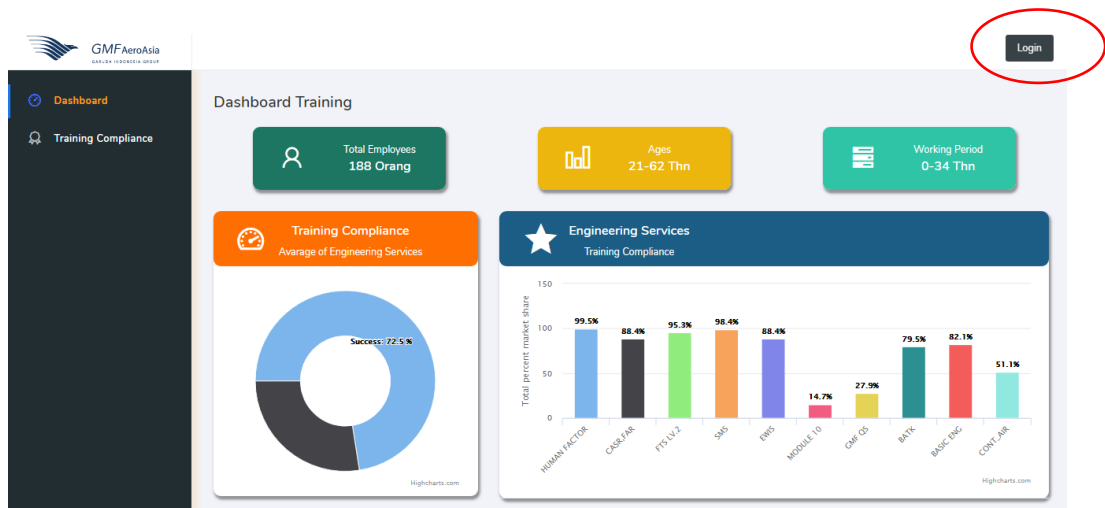 GMF AeroAsia
GARUDA INDONESIA GROUP
Login
Dashboard
Training Compliance
Dashboard Training
Total Employees
188 Orang
Ages
21-62 Thn
Working Period
0-34 Thn
Training Compliance
Avarage of Engineering Services
Success: 72.5 %
Highcharts.com
Engineering Services
Training Compliance
Total percent market share
150
100
50
0
99.5%
88.4%
95.3%
98.4%
88.4%
14.7%
27.9%
79.5%
82.1%
51.1%
HUMAN FACTOR
CASR,FAR
FTS LV.2
SMS
EWIS
MODULE 10
GMF QS
BATK
BASIC ENG
CONT_AIR
Highcharts.com